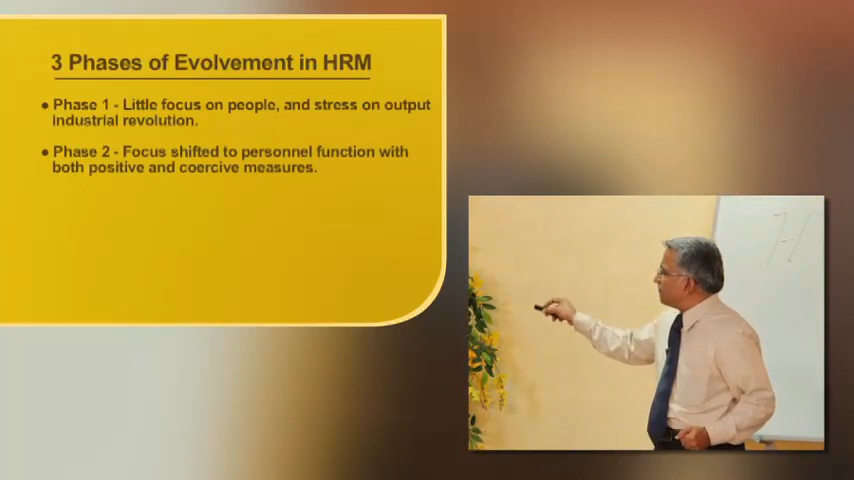 3 Phases of Evolvement in HRM
● Phase 1 - Little focus on people, and stress on output
industrial revolution.
● Phase 2 - Focus shifted to personnel function with
both positive and coercive measures.
H